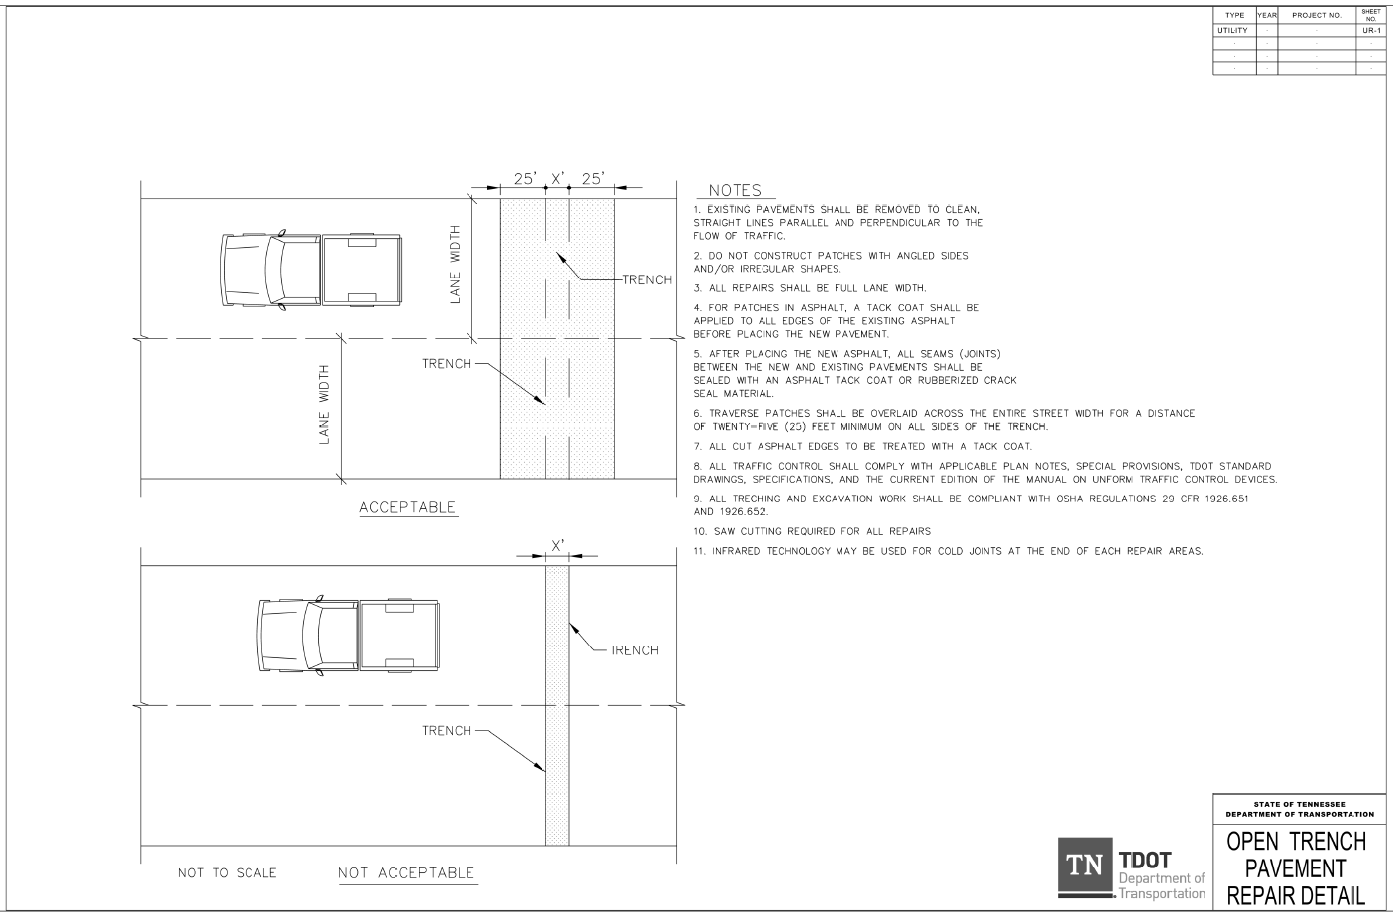 TYPE YEAR PROJECT NO. SHEET NO.
UTILITY - - UR-1
25' X' 25'
LANE WIDTH
TRENCH
TRENCH
LANE WIDTH
ACCEPTABLE
X'
TRENCH
TRENCH
NOT TO SCALE
NOT ACCEPTABLE
NOTES
1. EXISTING PAVEMENTS SHALL BE REMOVED TO CLEAN,
STRAIGHT LINES PARALLEL AND PERPENDICULAR TO THE
FLOW OF TRAFFIC.
2. DO NOT CONSTRUCT PATCHES WITH ANGLED SIDES
AND/OR IRREGULAR SHAPES.
3. ALL REPAIRS SHALL BE FULL LANE WIDTH.
4. FOR PATCHES IN ASPHALT, A TACK COAT SHALL BE
APPLIED TO ALL EDGES OF THE EXISTING ASPHALT
BEFORE PLACING THE NEW PAVEMENT.
5. AFTER PLACING THE NEW ASPHALT, ALL SEAMS (JOINTS)
BETWEEN THE NEW AND EXISTING PAVEMENTS SHALL BE
SEALED WITH AN ASPHALT TACK COAT OR RUBBERIZED CRACK
SEAL MATERIAL.
6. TRAVERSE PATCHES SHALL BE OVERLAID ACROSS THE ENTIRE STREET WIDTH FOR A DISTANCE
OF TWENTY-FIVE (25) FEET MINIMUM ON ALL SIDES OF THE TRENCH.
7. ALL CUT ASPHALT EDGES TO BE TREATED WITH A TACK COAT.
8. ALL TRAFFIC CONTROL SHALL COMPLY WITH APPLICABLE PLAN NOTES, SPECIAL PROVISIONS, TDOT STANDARD
DRAWINGS, SPECIFICATIONS, AND THE CURRENT EDITION OF THE MANUAL ON UNFORM TRAFFIC CONTROL DEVICES.
9. ALL TRECHING AND EXCAVATION WORK SHALL BE COMPLIANT WITH OSHA REGULATIONS 29 CFR 1926.651
AND 1926.652.
10. SAW CUTTING REQUIRED FOR ALL REPAIRS
11. INFRARED TECHNOLOGY MAY BE USED FOR COLD JOINTS AT THE END OF EACH REPAIR AREAS.
TN
TDOT
Department of
Transportation
STATE OF TENNESSEE
DEPARTMENT OF TRANSPORTATION
OPEN TRENCH
PAVEMENT
REPAIR DETAIL